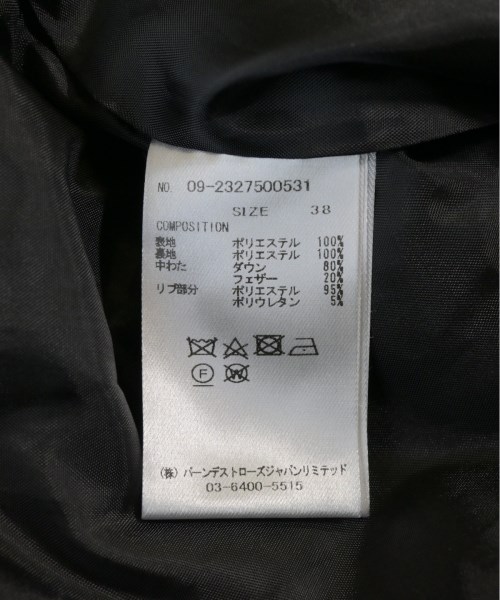 NO. 09-2327500531
SIZE 38
COMPOSITION
表地 ポリエステル 100%
裏地 ポリエステル 100%
中わた ダウン 80%
フェザー 20%
リブ部分 ポリエステル 95%
ポリウレタン 5%
F W
(株) バーンデストローズジャパンリミテッド
03-6400-5515